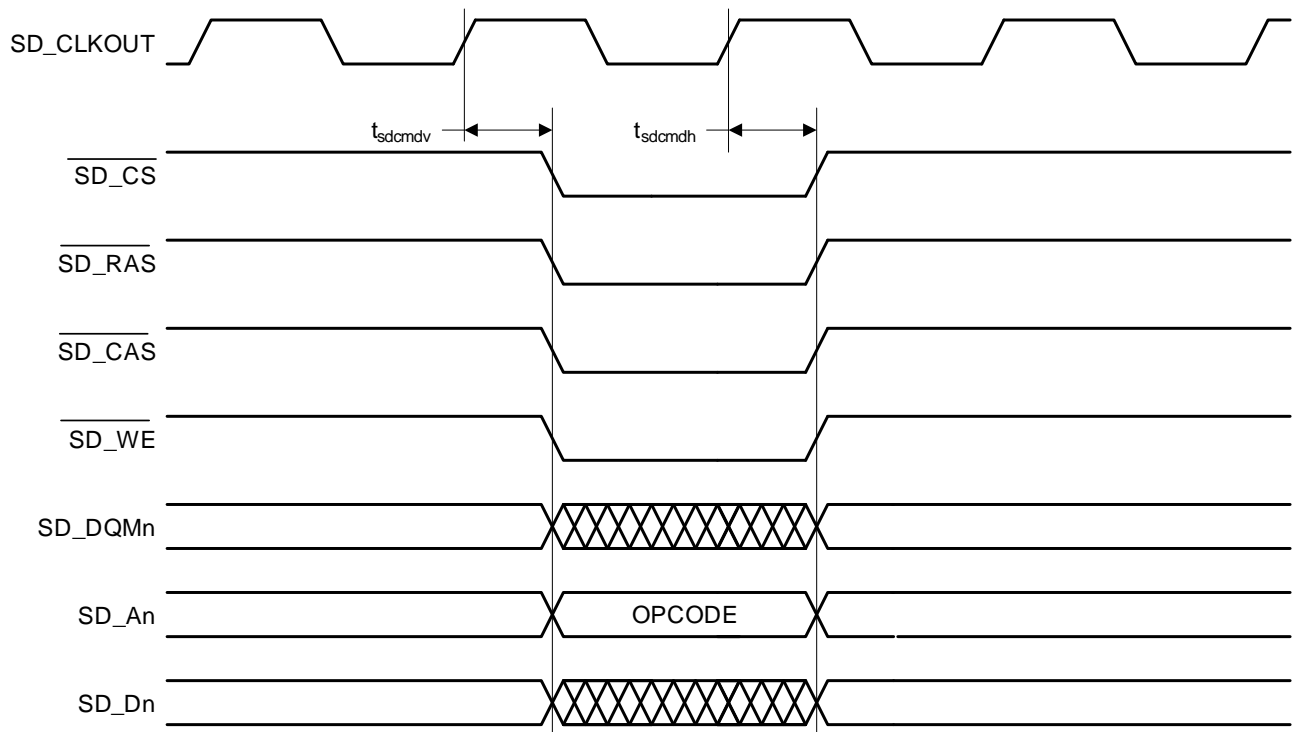 SD_CLKOUT
tsdcmdv
tsdcmdh
SD_CS
SD_RAS
SD_CAS
SD_WE
SD_DQMn
SD_An
OPCODE
SD_Dn